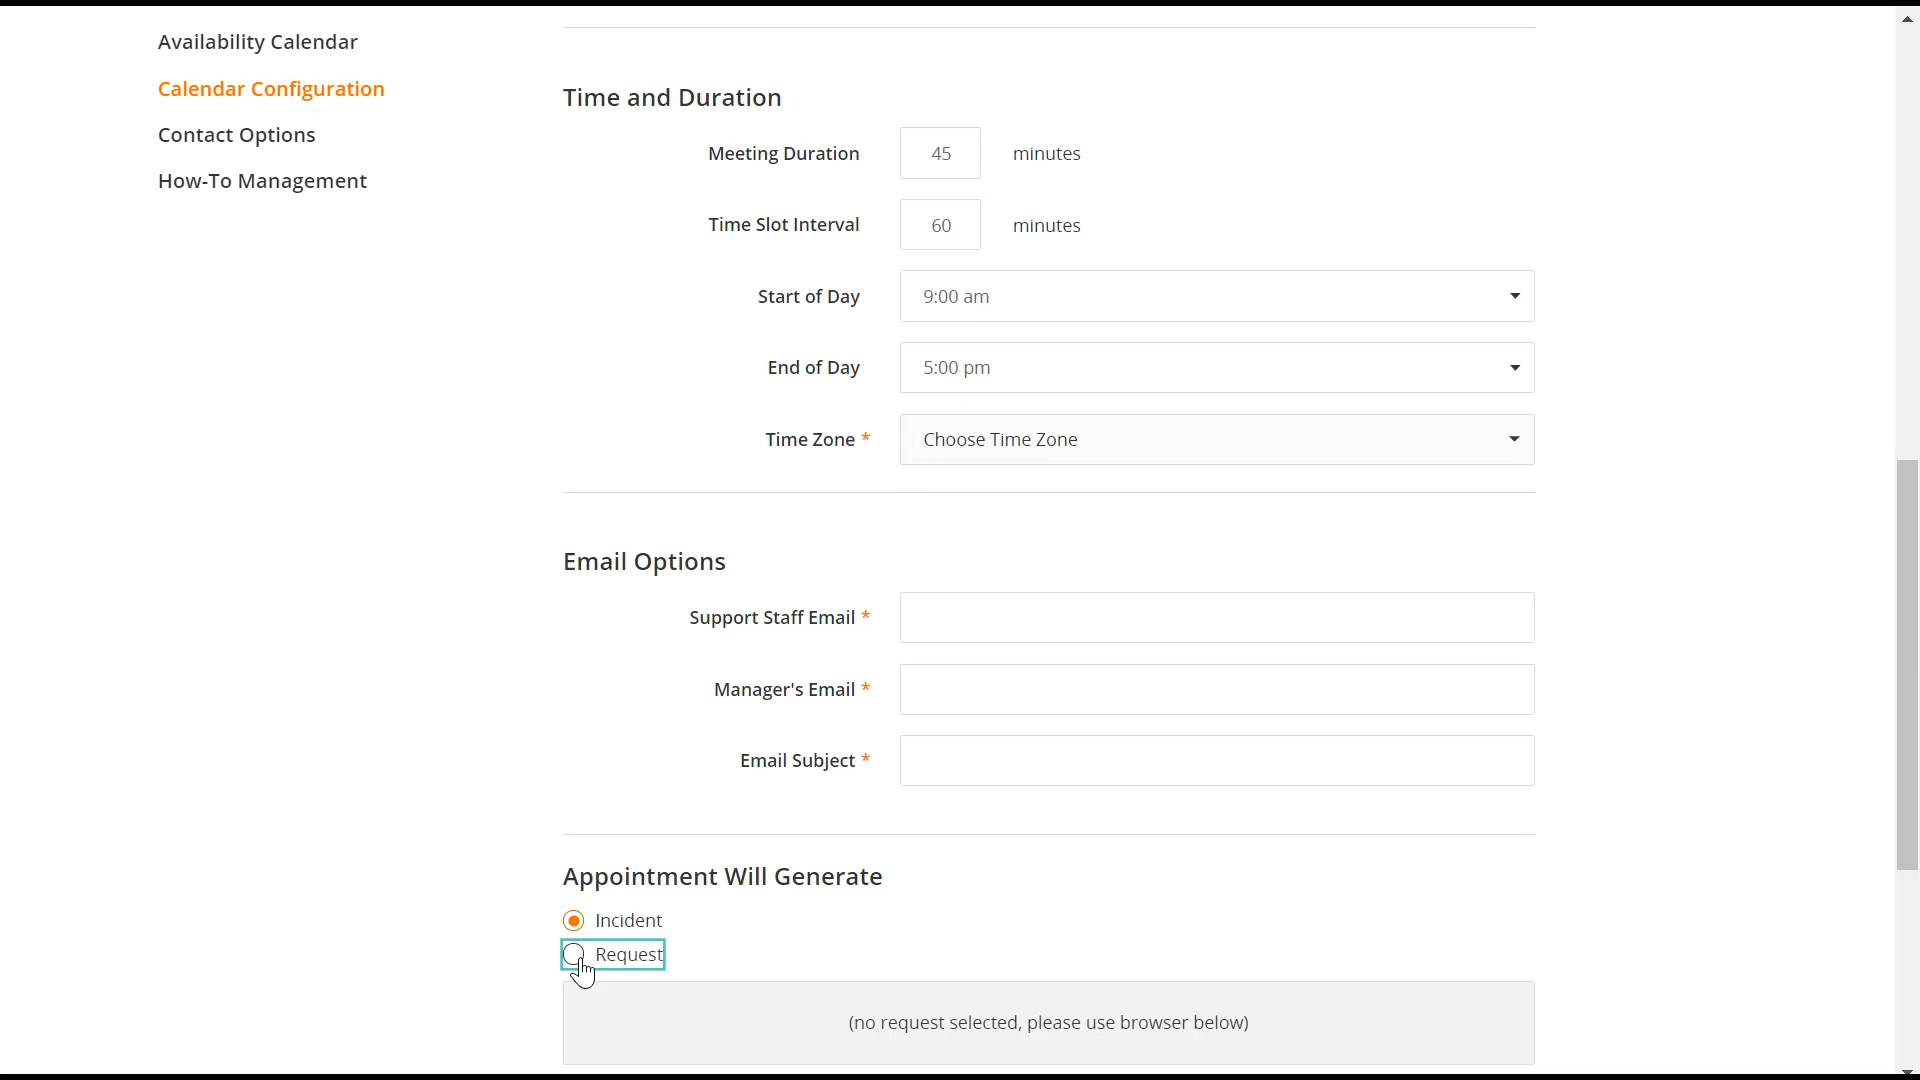 Availability Calendar
Calendar Configuration
Contact Options
How-To Management
Time and Duration
Meeting Duration 45 minutes
Time Slot Interval 60 minutes
Start of Day 9:00 am
End of Day 5:00 pm
Time Zone * Choose Time Zone
Email Options
Support Staff Email *
Manager's Email *
Email Subject *
Appointment Will Generate
Incident
Request
(no request selected, please use browser below)